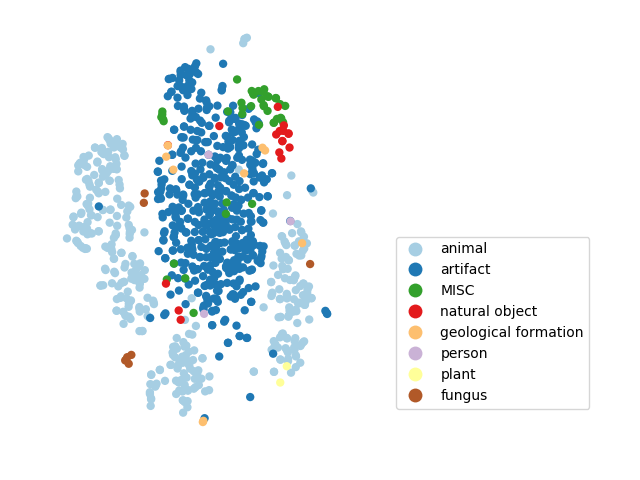 animal
artifact
MISC
natural object
geological formation
person
plant
fungus